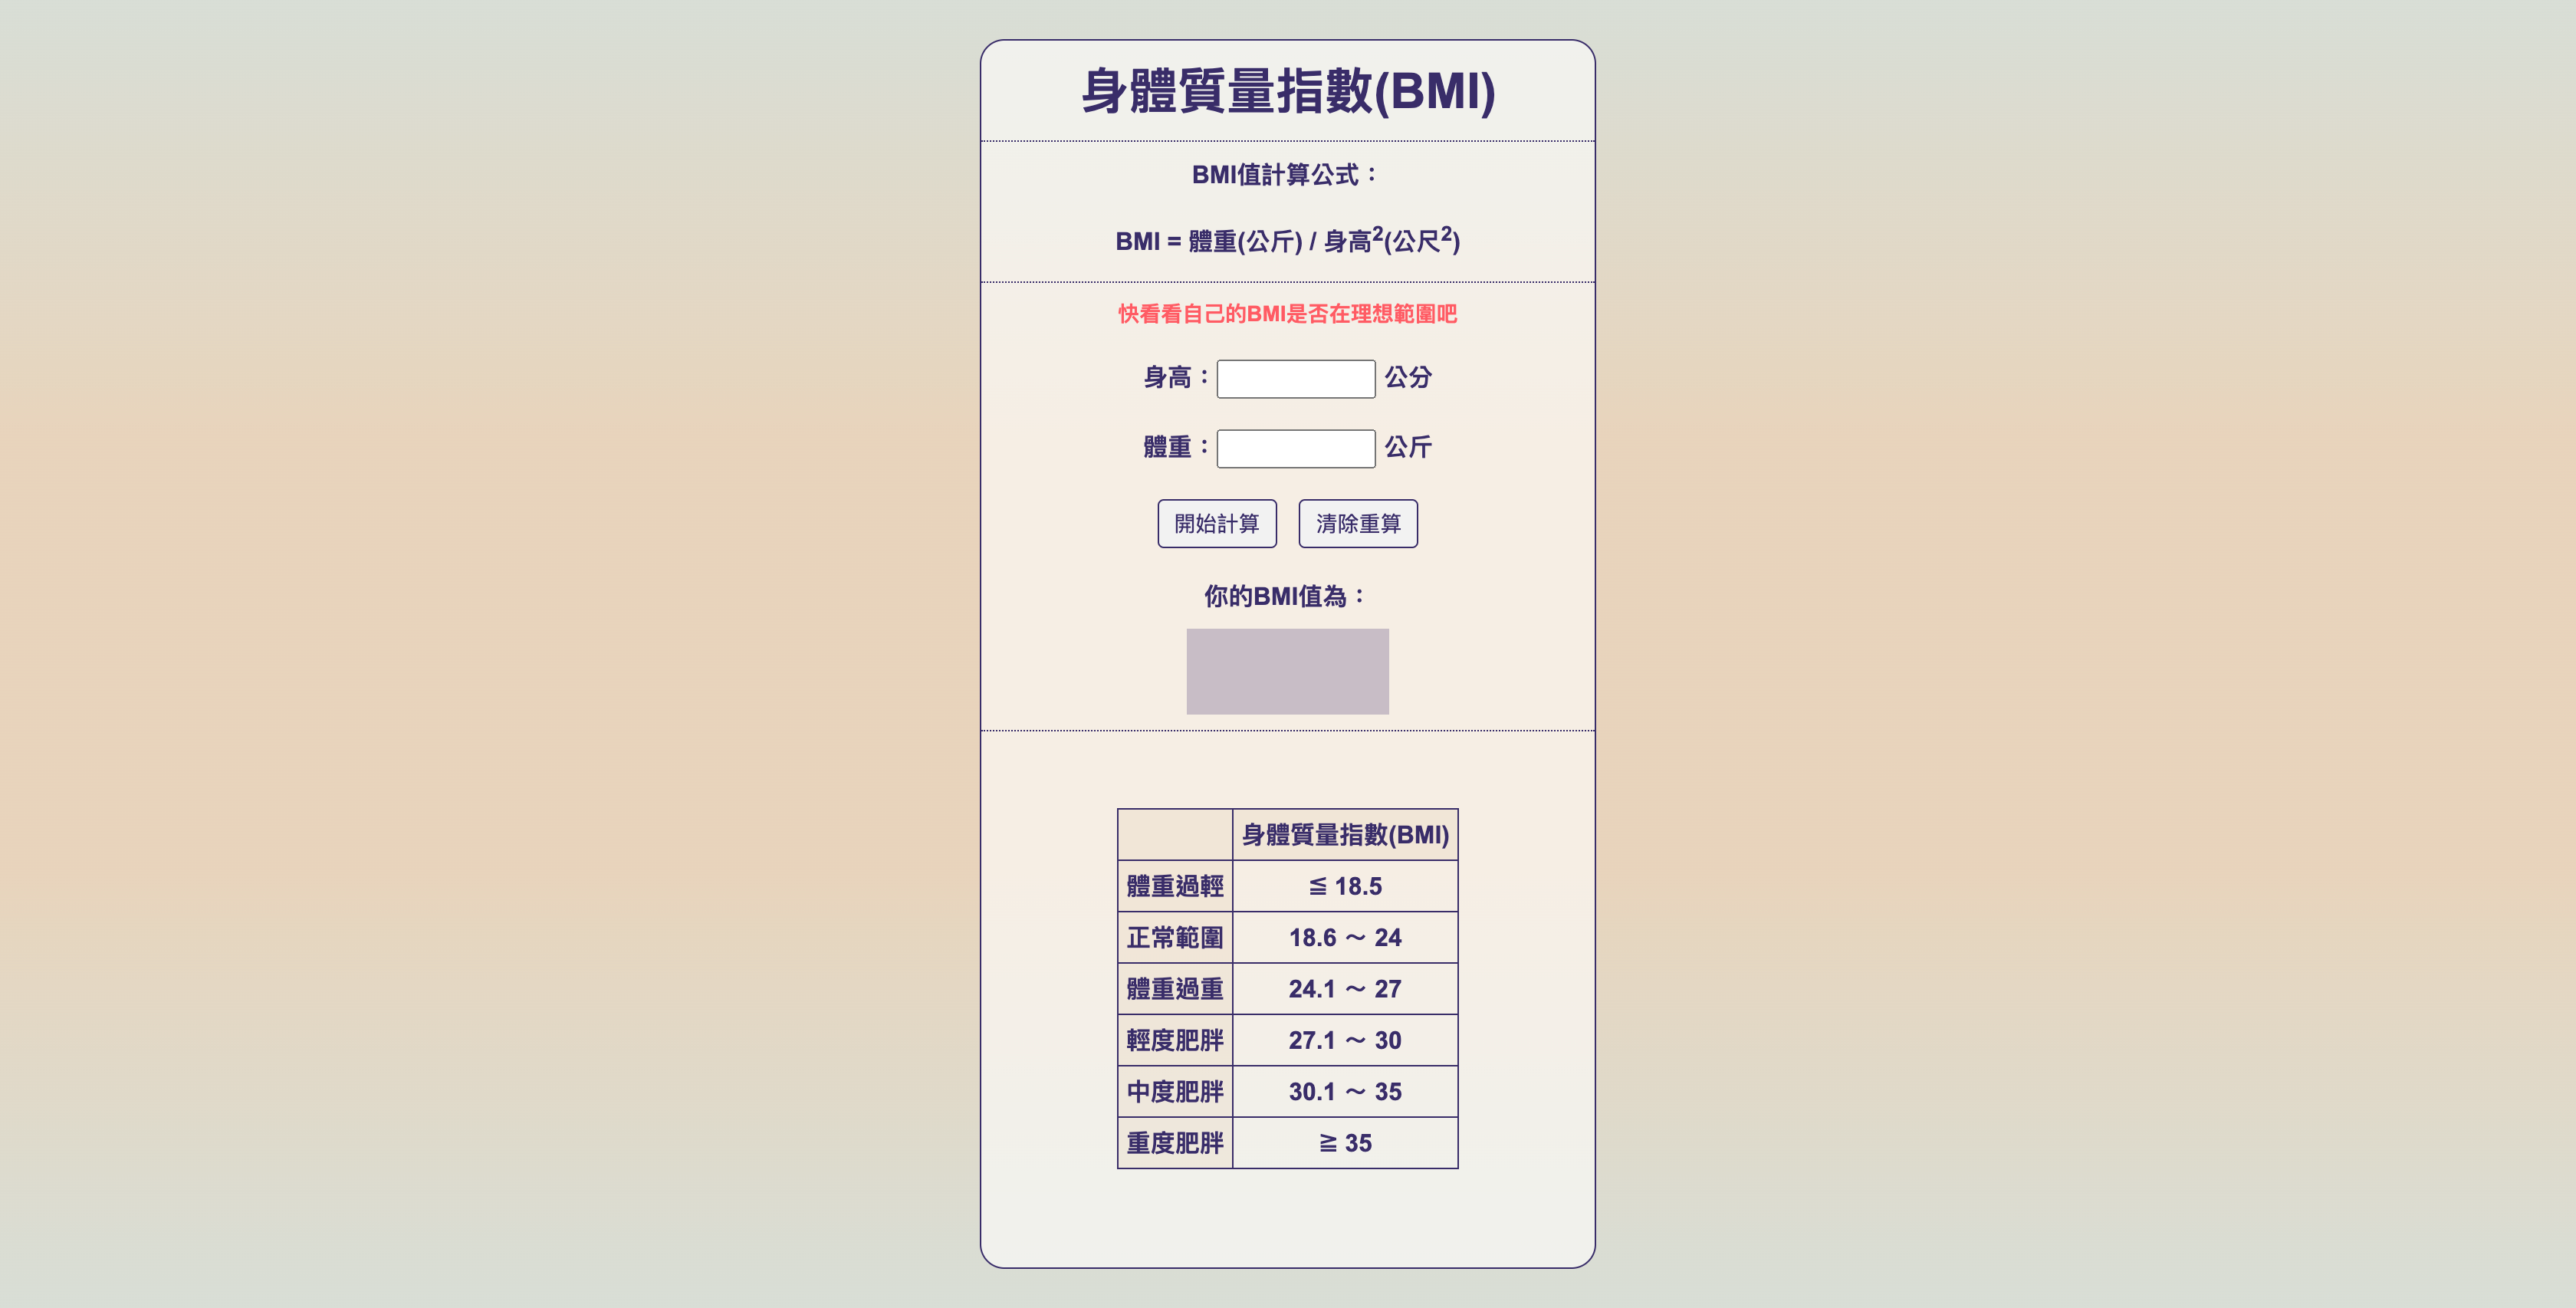 身體質量指數(BMI)
BMI值計算公式：
BMI = 體重(公斤) / 身高²(公尺²)
快看看自己的BMI是否在理想範圍吧
身高： 公分
體重： 公斤
開始計算 清除重算
你的BMI值為：
身體質量指數(BMI)
體重過輕 ≦ 18.5
正常範圍 18.6 ～ 24
體重過重 24.1 ～ 27
輕度肥胖 27.1 ～ 30
中度肥胖 30.1 ～ 35
重度肥胖 ≧ 35